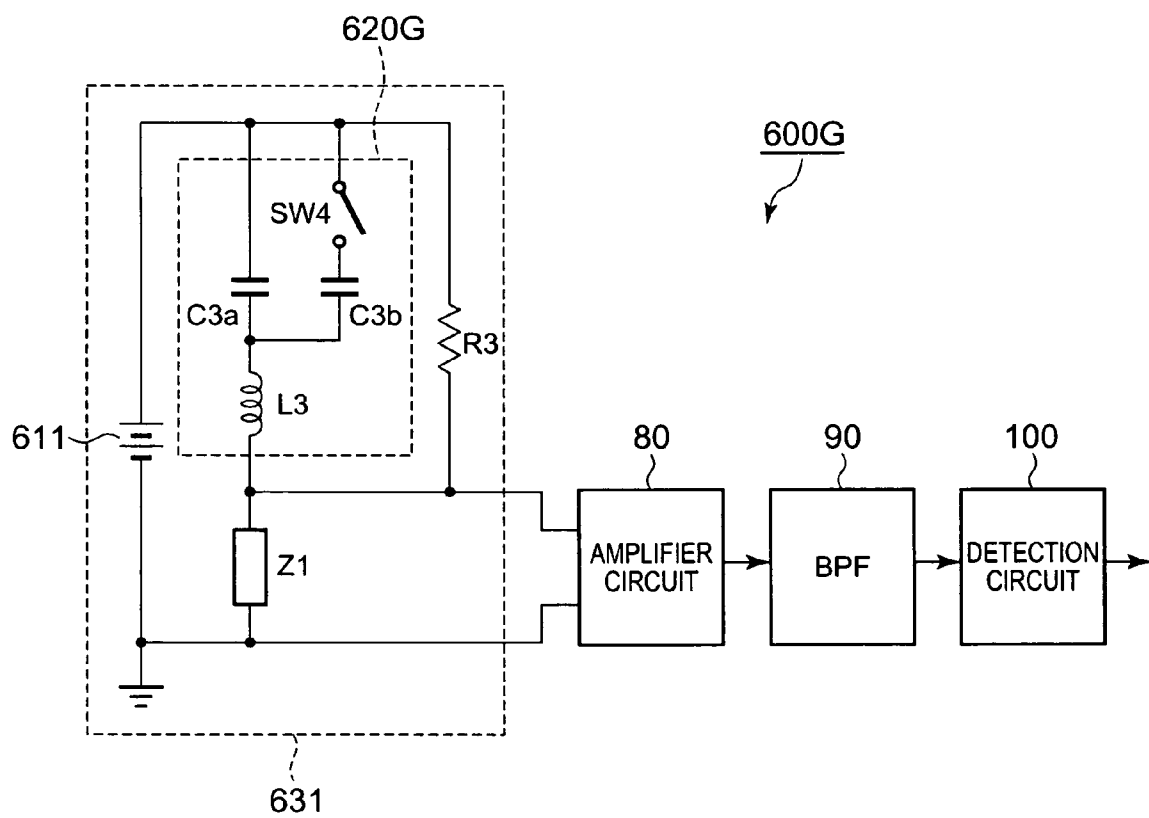 620G
600G
SW4
C3a
C3b
R3
L3
611
80
90
100
Z1
AMPLIFIER
CIRCUIT
BPF
DETECTION
CIRCUIT
631